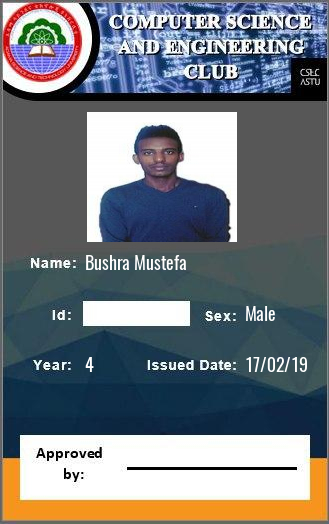 COMPUTER SCIENCE
AND ENGINEERING
CLUB
CSEC
ASTU
Name: Bushra Mustefa
Id:
Sex: Male
Year: 4
Issued Date: 17/02/19
Approved
by: